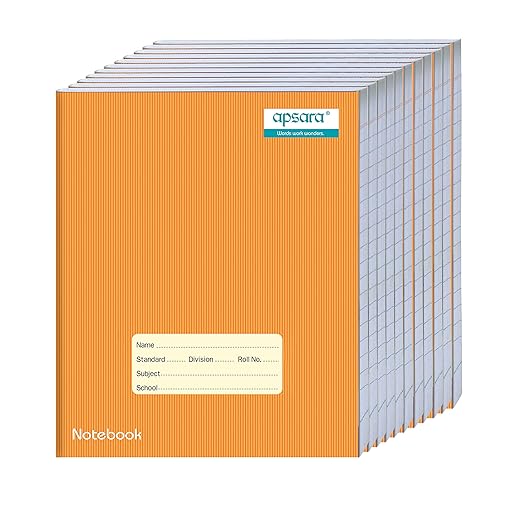 apsara®
Words work wonders.
Name ..............................................
Standard ......... Division ......... Roll No. .........
Subject ..............................................
School ..............................................
Notebook